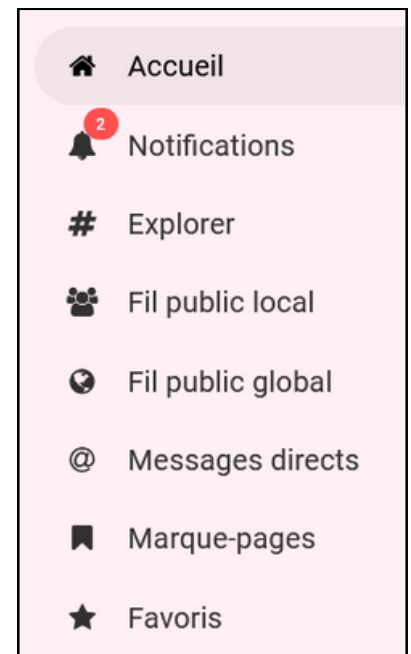 Accueil
2
Notifications
# Explorer
Fil public local
Fil public global
@ Messages directs
Marque-pages
Favoris